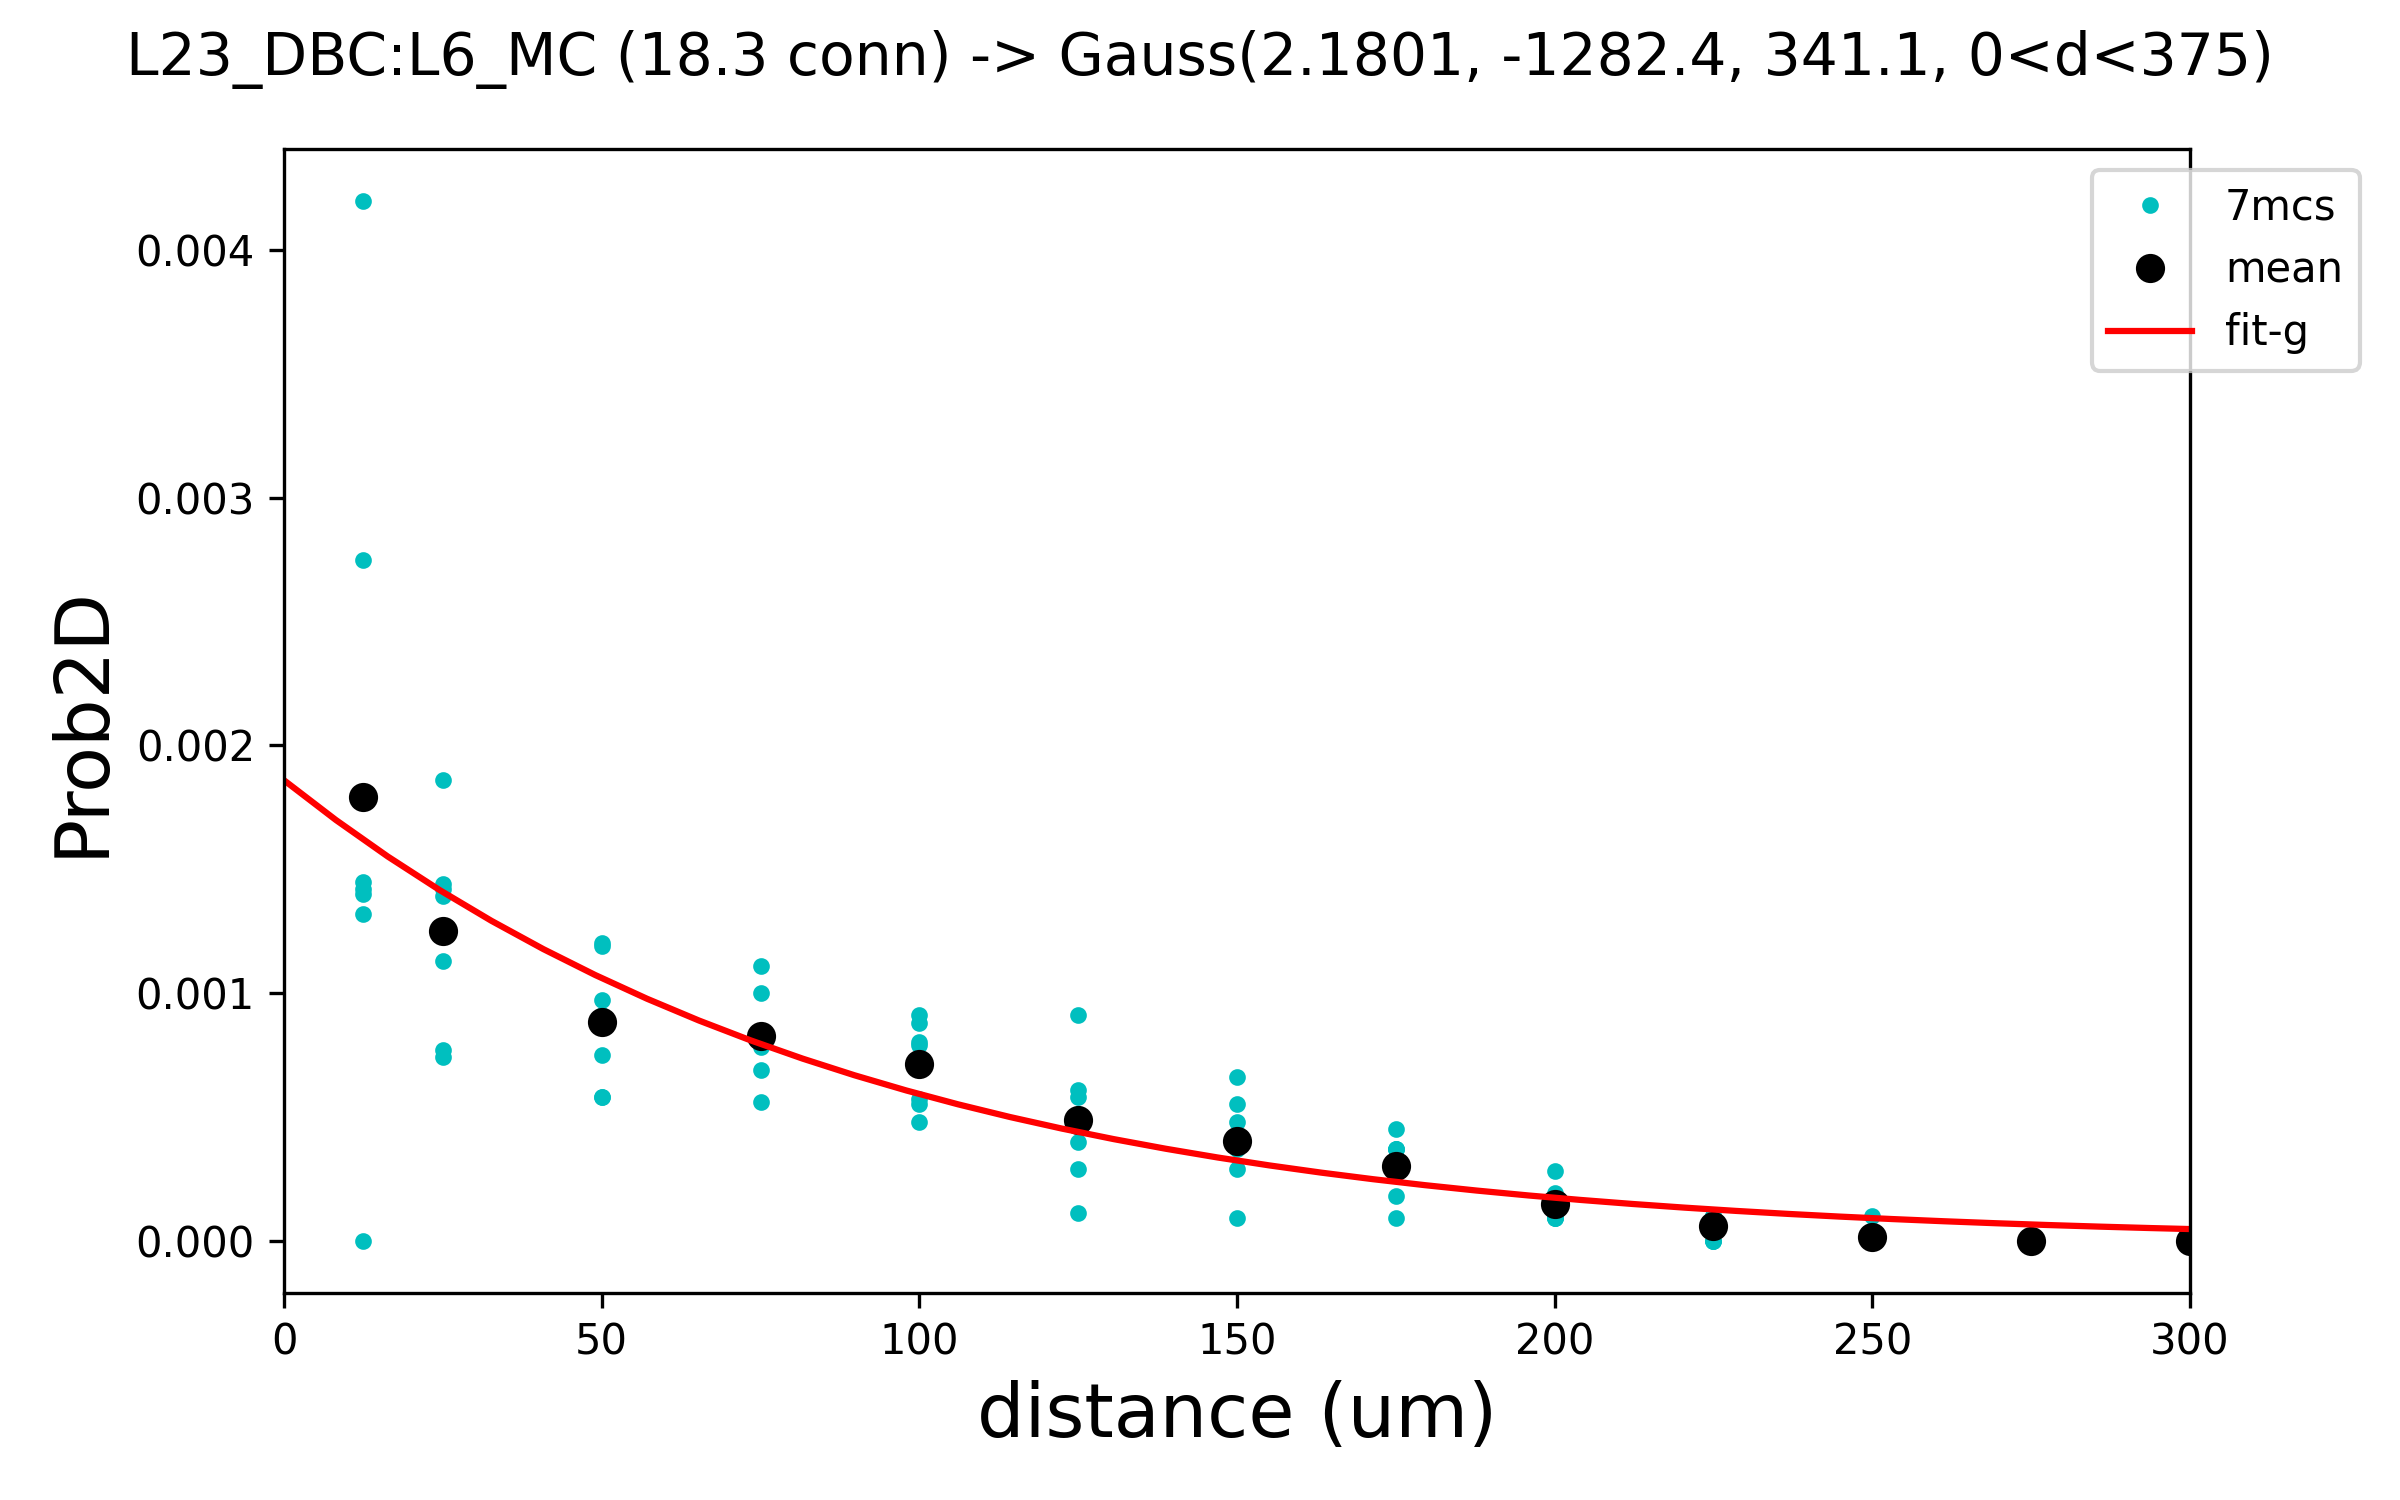 L23_DBC:L6_MC (18.3 conn) -> Gauss(2.1801, -1282.4, 341.1, 0<d<375)
7mcs
mean
fit-g
Prob2D
0.004
0.003
0.002
0.001
0.000
0 50 100 150 200 250 300
distance (um)